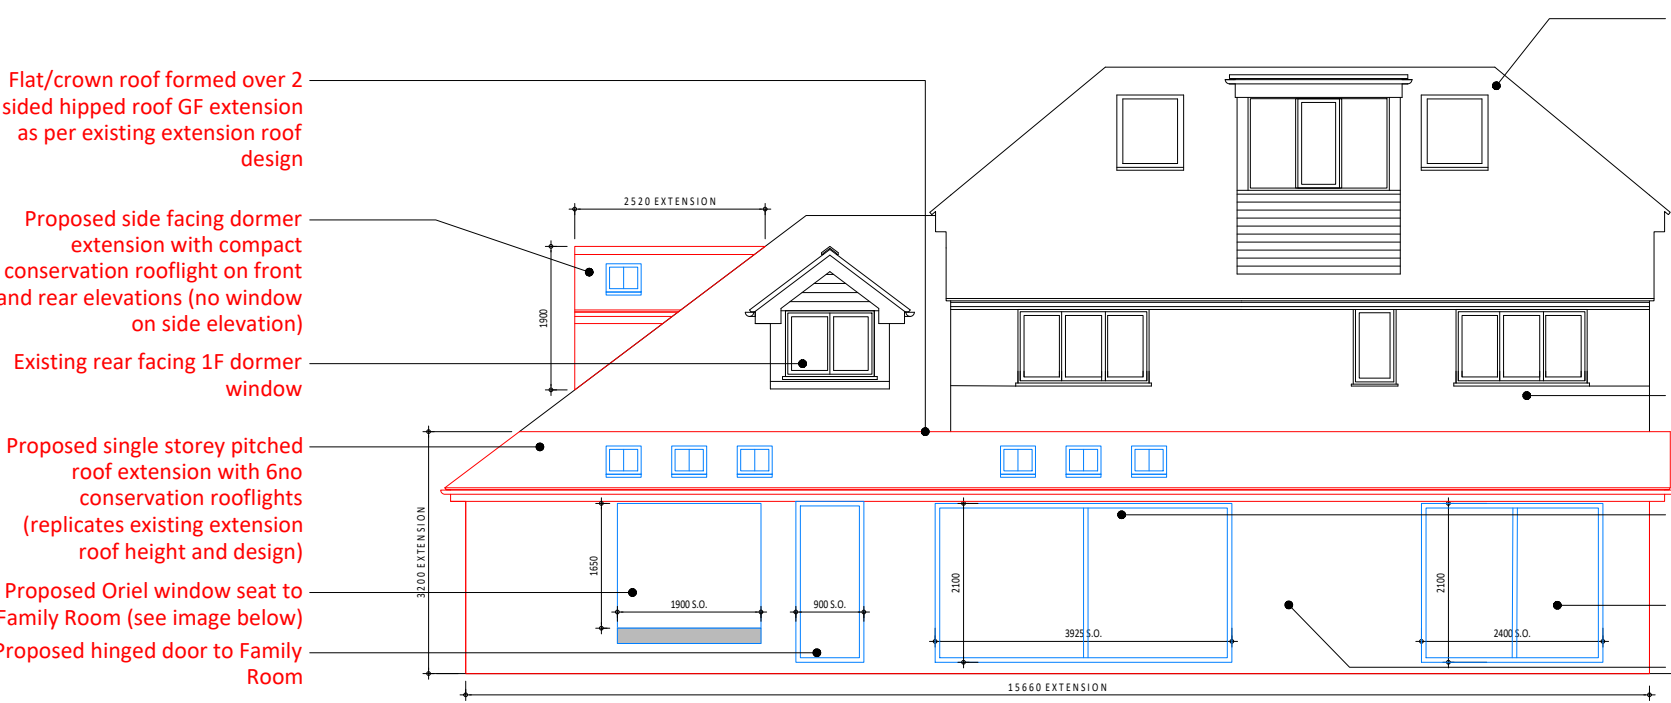 Flat/crown roof formed over 2
sided hipped roof GF extension
as per existing extension roof
design
2520 EXTENSION
Proposed side facing dormer
extension with compact
conservation rooflight on front
and rear elevations (no window
on side elevation)
1900
Existing rear facing 1F dormer
window
Proposed single storey pitched
roof extension with 6no
conservation rooflights
(replicates existing extension
roof height and design)
3200 EXTENSION
1650
2100
2100
Proposed Oriel window seat to
Family Room (see image below)
1900 S.O.
900 S.O.
3925 S.O.
2400 S.O.
Proposed hinged door to Family
Room
15660 EXTENSION